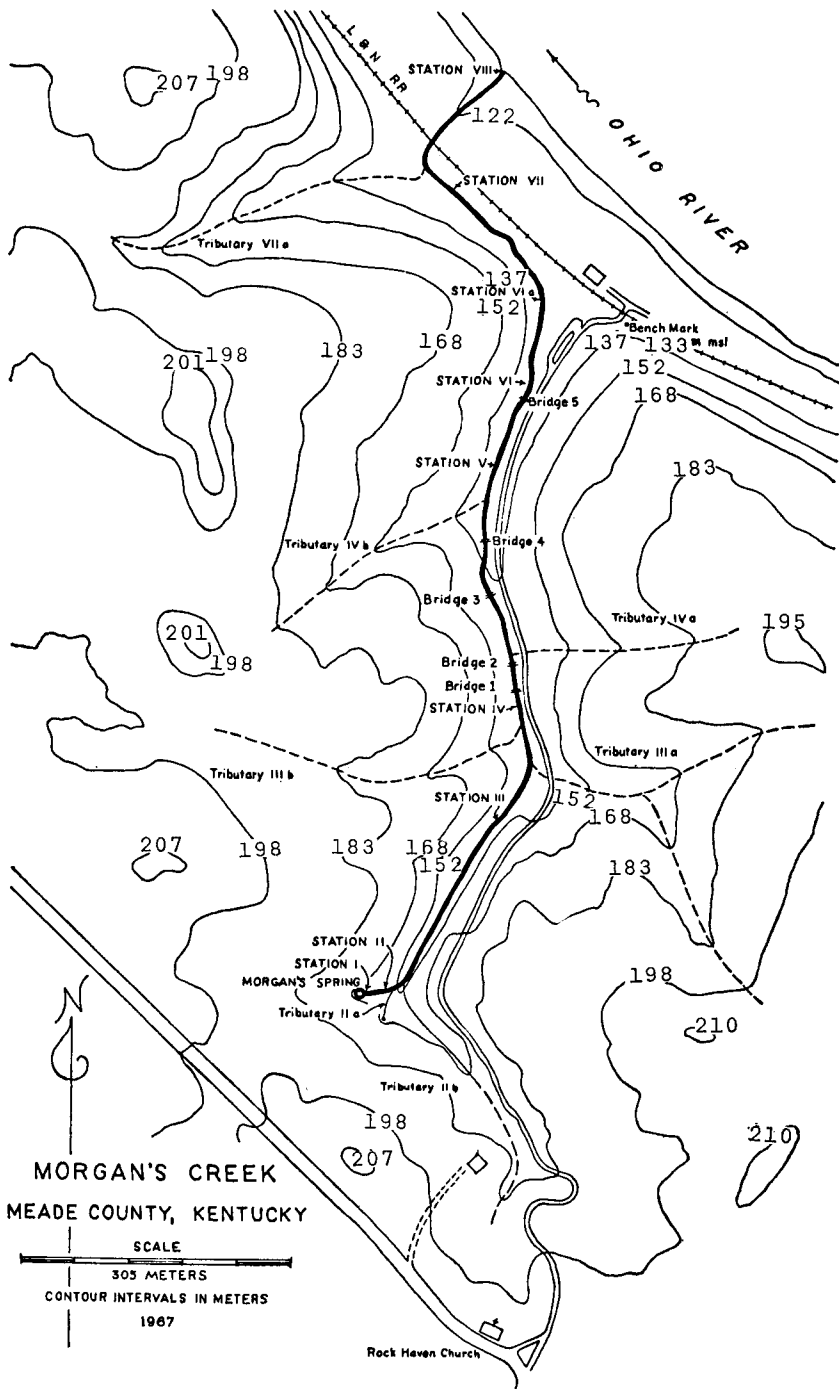 L & N RR
STATION VIII
207
198
122
OHIO RIVER
STATION VII
Tributary VII a
137
STATION VI a
152
Bench Mark
137
133 m msl
183
168
201
198
152
168
STATION VI
Bridge 5
STATION V
183
Tributary IV b
Bridge 4
Bridge 3
Tributary IV a
195
201
198
Bridge 2
Bridge 1
STATION IV
Tributary III a
Tributary III b
STATION III
152
168
207
198
183
168
152
183
STATION II
STATION I
MORGAN'S SPRING
Tributary II a
198
210
N
Tributary II b
198
207
210
MORGAN'S CREEK
MEADE COUNTY, KENTUCKY
SCALE
305 METERS
CONTOUR INTERVALS IN METERS
1967
Rock Haven Church